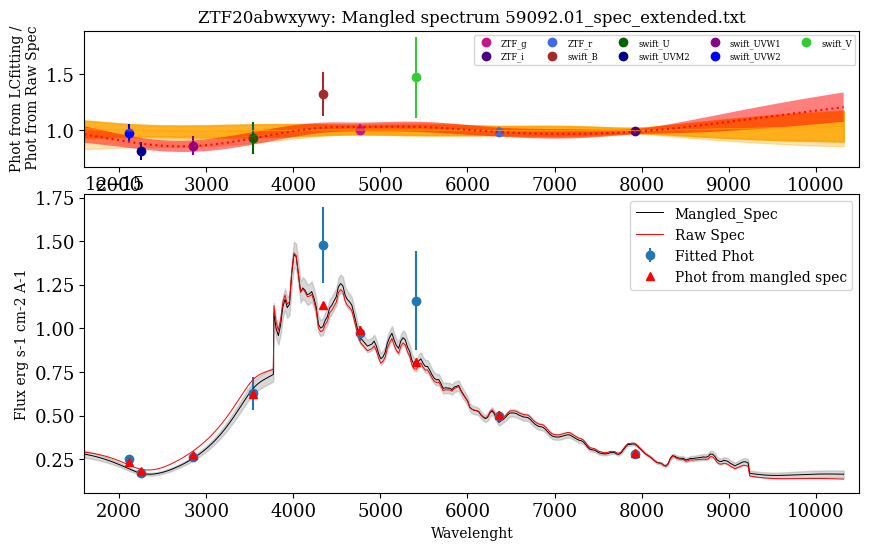 ZTF20abwxywy: Mangled spectrum 59092.01_spec_extended.txt
Phot from LCfitting /
Phot from Raw Spec
1.5
1.0
ZTF_g ZTF_r swift_U swift_UVW1 swift_V
ZTF_i swift_B swift_UVM2 swift_UVW2
2000 3000 4000 5000 6000 7000 8000 9000 10000
Flux erg s-1 cm-2 A-1
1.75
1.50
1.25
1.00
0.75
0.50
0.25
Mangled_Spec
Raw Spec
Fitted Phot
Phot from mangled spec
2000 3000 4000 5000 6000 7000 8000 9000 10000
Wavelenght